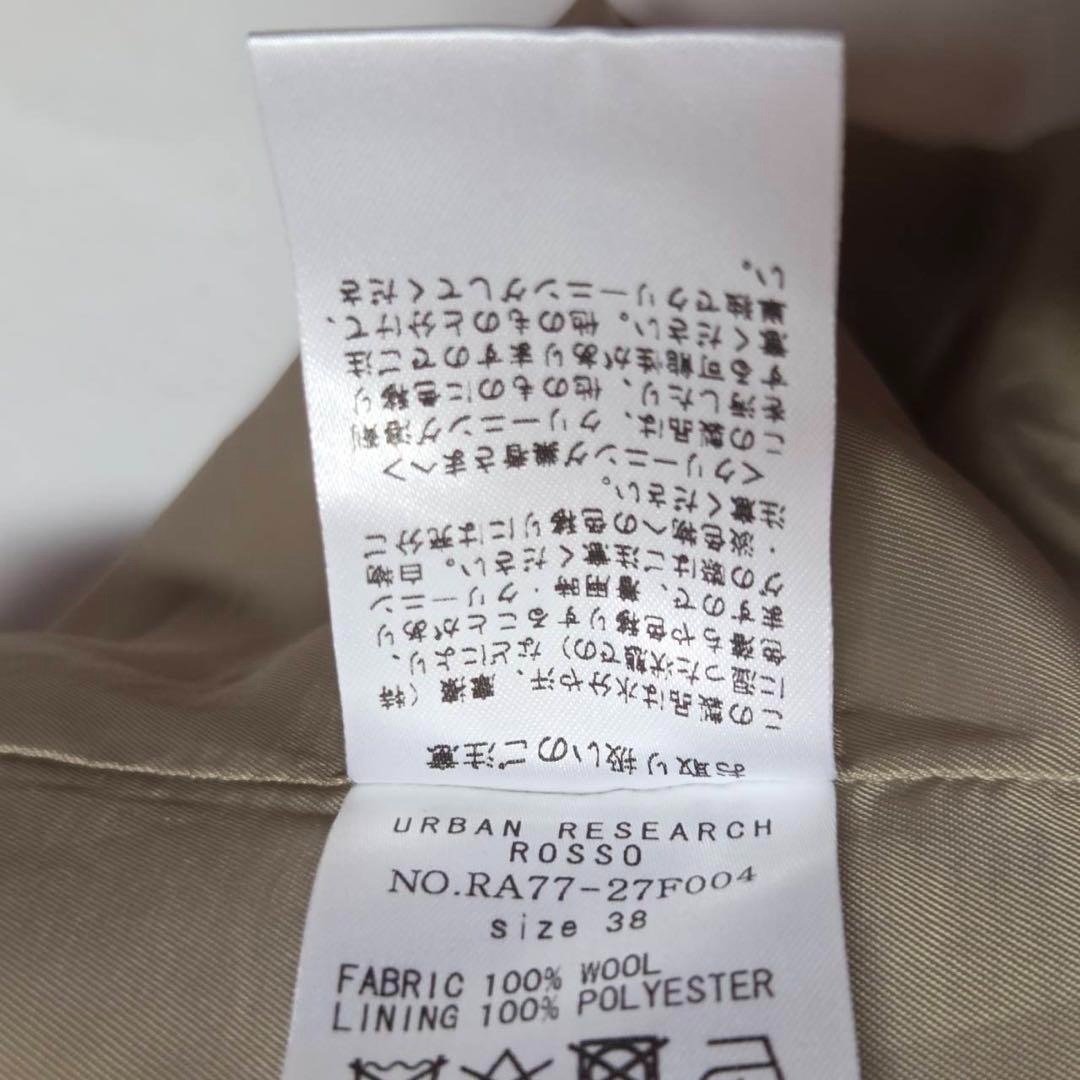 お取り扱いのご注意
この製品は水分や汗、摩擦(特
に湿った状態での)などにより、
色落ちや色移りすることがあり
ますので、着用時・クリーニン
グの際はご注意ください。白物
・淡色物への色移りには充分に
注意ください。
<クリーニング業者さまへ>
この製品は、クリーニング溶剤
を汚したり、他のものに色移り
する可能性がありますのでご注
意ください。他のものと分けて、
単独でクリーニングしてくださ
い。
URBAN RESEARCH
ROSSO
NO.RA77-27F004
size 38
FABRIC 100% WOOL
LINING 100% POLYESTER